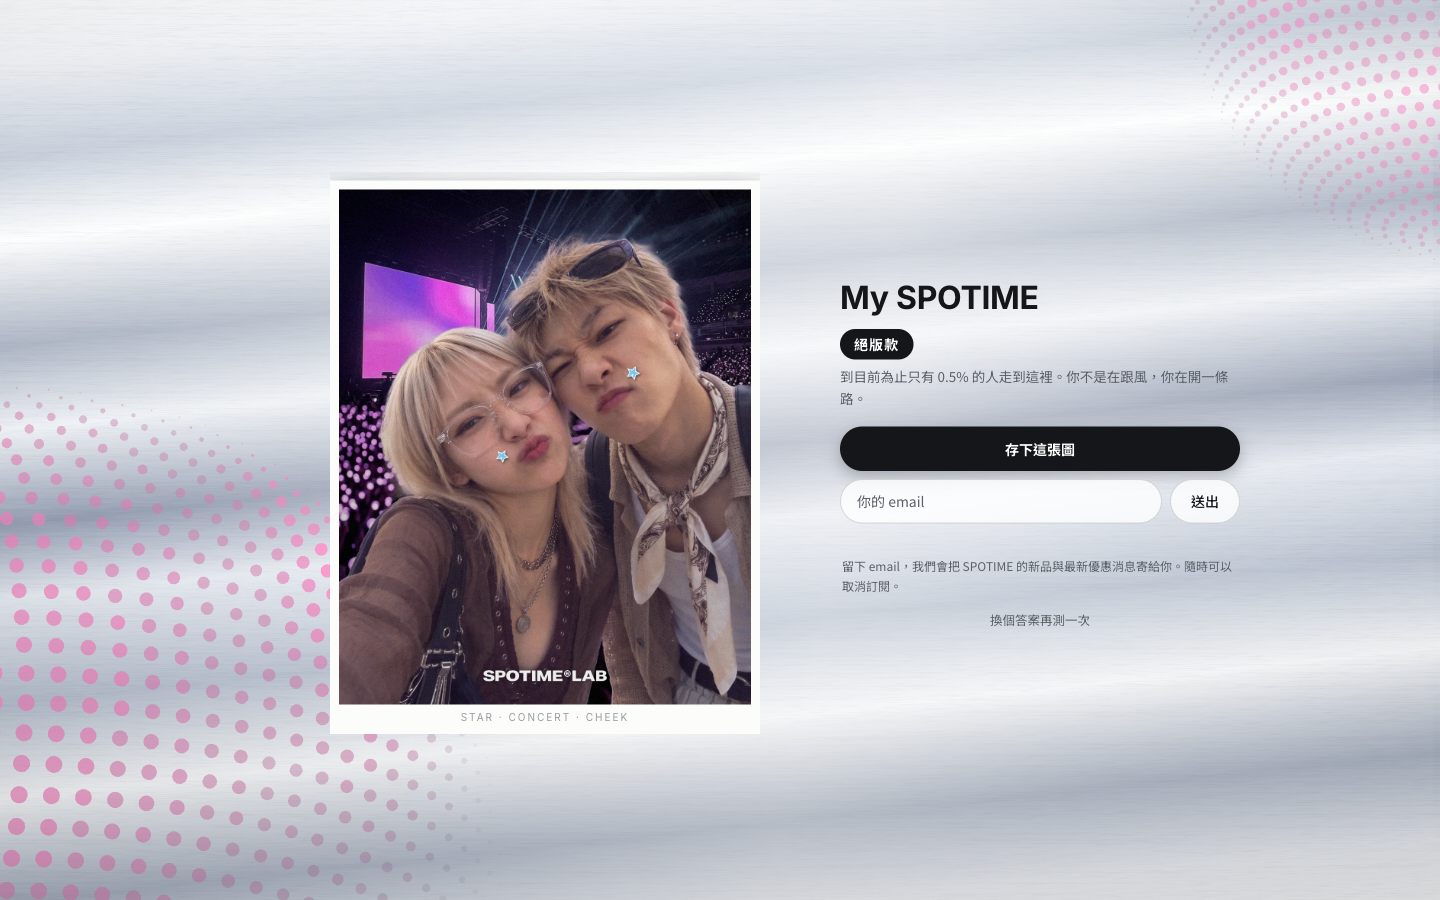 SPOTIME®LAB
STAR · CONCERT · CHEEK
My SPOTIME
絕版款
到目前為止只有 0.5% 的人走到這裡。你不是在跟風，你在開一條
路。
存下這張圖
你的 email
送出
留下 email，我們會把 SPOTIME 的新品與最新優惠消息寄給你。隨時可以
取消訂閱。
換個答案再測一次